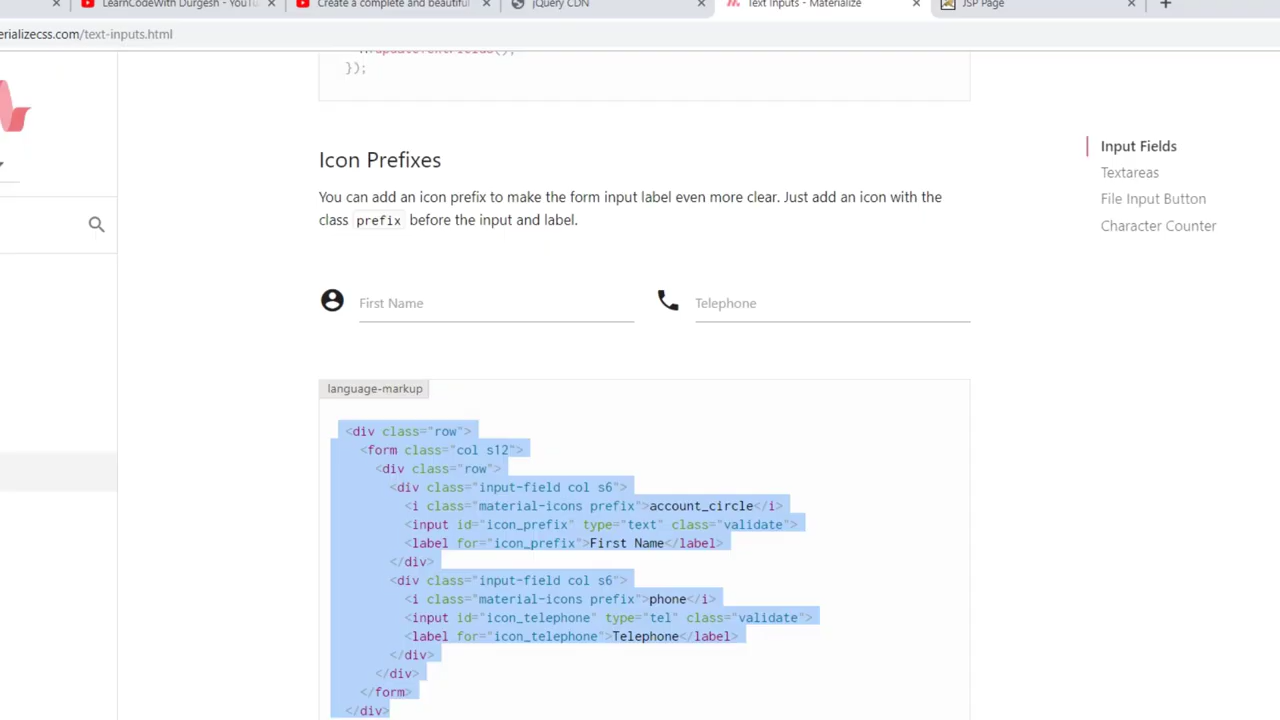 LearnCodeWith Durgesh - YouTu
Create a complete and beautiful
jQuery CDN
Text Inputs - Materialize
JSP Page
erializecss.com/text-inputs.html
M.updateTextFields();
});
Icon Prefixes
You can add an icon prefix to make the form input label even more clear. Just add an icon with the
class prefix before the input and label.
First Name
Telephone
Input Fields
Textareas
File Input Button
Character Counter
language-markup
<div class="row">
<form class="col s12">
<div class="row">
<div class="input-field col s6">
<i class="material-icons prefix">account_circle</i>
<input id="icon_prefix" type="text" class="validate">
<label for="icon_prefix">First Name</label>
</div>
<div class="input-field col s6">
<i class="material-icons prefix">phone</i>
<input id="icon_telephone" type="tel" class="validate">
<label for="icon_telephone">Telephone</label>
</div>
</div>
</form>
</div>